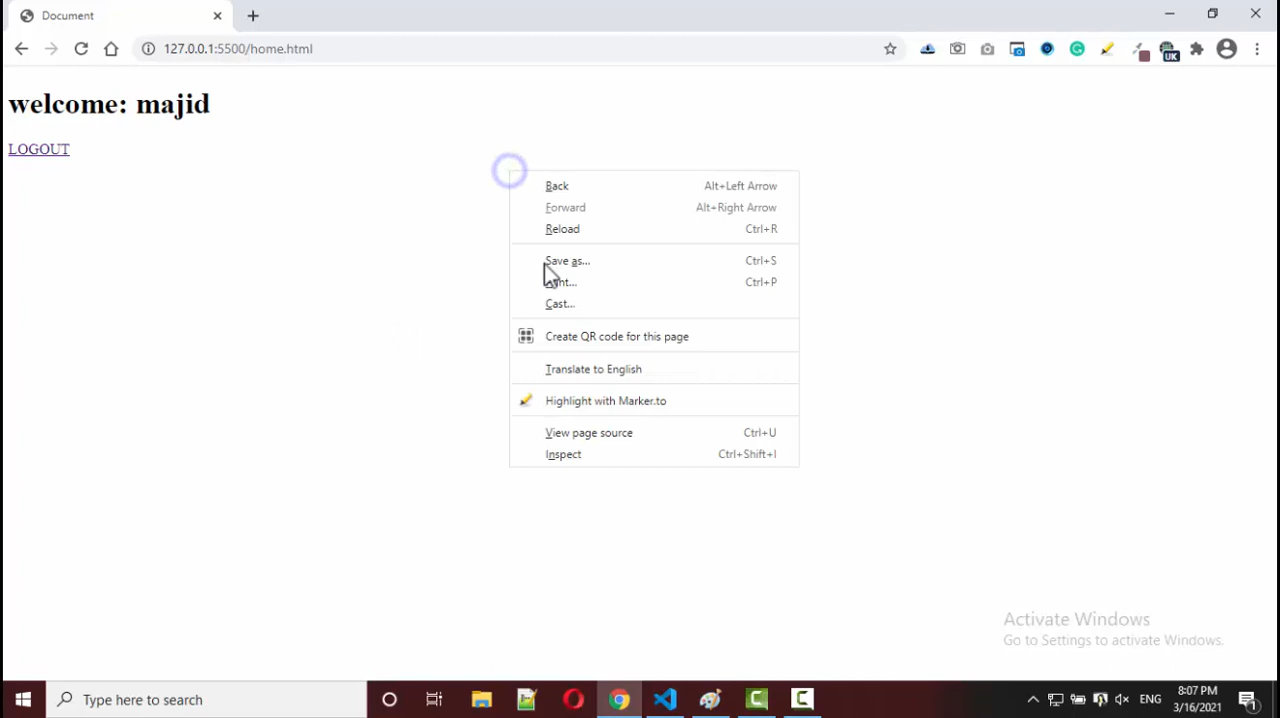 Document
127.0.0.1:5500/home.html
UK
welcome: majid
LOGOUT
Back Alt+Left Arrow
Forward Alt+Right Arrow
Reload Ctrl+R
Save as... Ctrl+S
Ctrl+P
Cast...
Create QR code for this page
Translate to English
Highlight with Marker.to
View page source Ctrl+U
Inspect Ctrl+Shift+I
Activate Windows
Go to Settings to activate Windows.
Type here to search
ENG
8:07 PM
3/16/2021
1